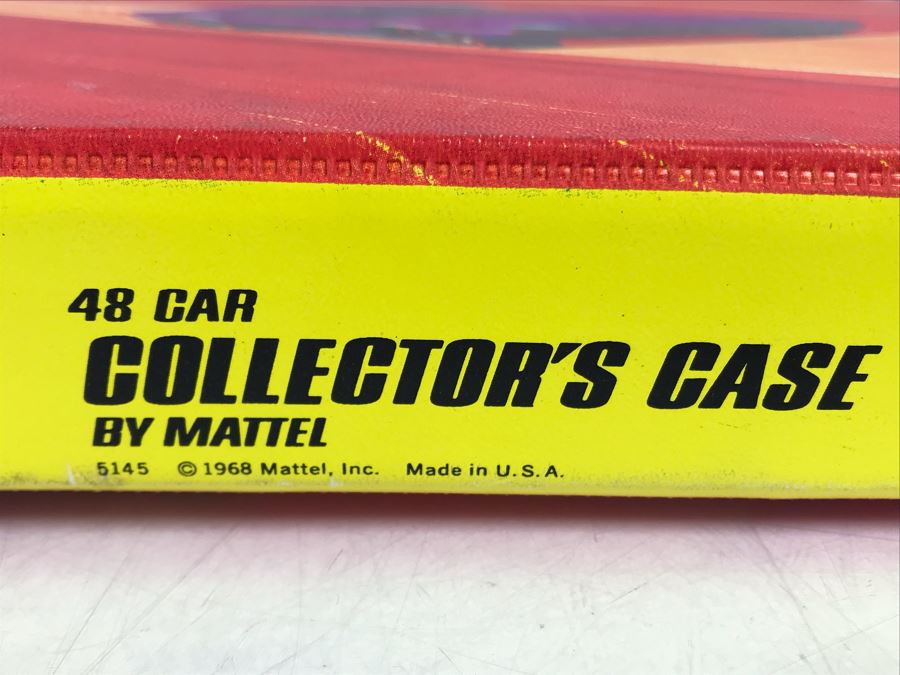 48 CAR
COLLECTOR'S CASE
BY MATTEL
5145 © 1968 Mattel, Inc. Made in U.S.A.